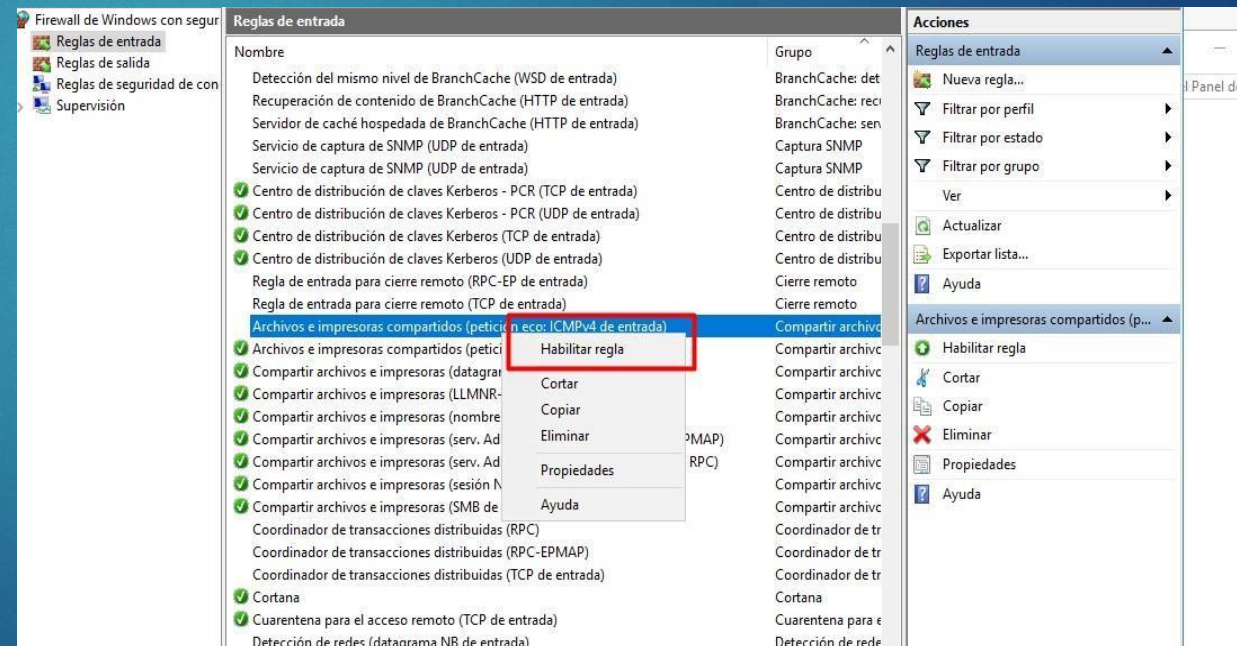 Firewall de Windows con segur
Reglas de entrada
Reglas de salida
Reglas de seguridad de con
Supervisión
Reglas de entrada
Nombre Grupo
Detección del mismo nivel de BranchCache (WSD de entrada) BranchCache: det
Recuperación de contenido de BranchCache (HTTP de entrada) BranchCache: recu
Servidor de caché hospedada de BranchCache (HTTP de entrada) BranchCache: serv
Servicio de captura de SNMP (UDP de entrada) Captura SNMP
Servicio de captura de SNMP (UDP de entrada) Captura SNMP
Centro de distribución de claves Kerberos - PCR (TCP de entrada) Centro de distribu
Centro de distribución de claves Kerberos - PCR (UDP de entrada) Centro de distribu
Centro de distribución de claves Kerberos (TCP de entrada) Centro de distribu
Centro de distribución de claves Kerberos (UDP de entrada) Centro de distribu
Regla de entrada para cierre remoto (RPC-EP de entrada) Cierre remoto
Regla de entrada para cierre remoto (TCP de entrada) Cierre remoto
Archivos e impresoras compartidos (petición eco: ICMPv4 de entrada) Compartir archivo
Archivos e impresoras compartidos (petici Compartir archivo
Compartir archivos e impresoras (datagrar Compartir archivo
Compartir archivos e impresoras (LLMNR- Compartir archivo
Compartir archivos e impresoras (nombre Compartir archivo
Compartir archivos e impresoras (serv. Ad PMAP) Compartir archivo
Compartir archivos e impresoras (serv. Ad RPC) Compartir archivo
Compartir archivos e impresoras (sesión N Compartir archivo
Compartir archivos e impresoras (SMB de Compartir archivo
Coordinador de transacciones distribuidas (RPC) Coordinador de tr
Coordinador de transacciones distribuidas (RPC-EPMAP) Coordinador de tr
Coordinador de transacciones distribuidas (TCP de entrada) Coordinador de tr
Cortana Cortana
Cuarentena para el acceso remoto (TCP de entrada) Cuarentena para e
Detección de redes (datagrama NB de entrada) Detección de rede
Habilitar regla
Cortar
Copiar
Eliminar
Propiedades
Ayuda
Acciones
Reglas de entrada
Nueva regla...
Filtrar por perfil
Filtrar por estado
Filtrar por grupo
Ver
Actualizar
Exportar lista...
Ayuda
Archivos e impresoras compartidos (p...
Habilitar regla
Cortar
Copiar
Eliminar
Propiedades
Ayuda
l Panel de